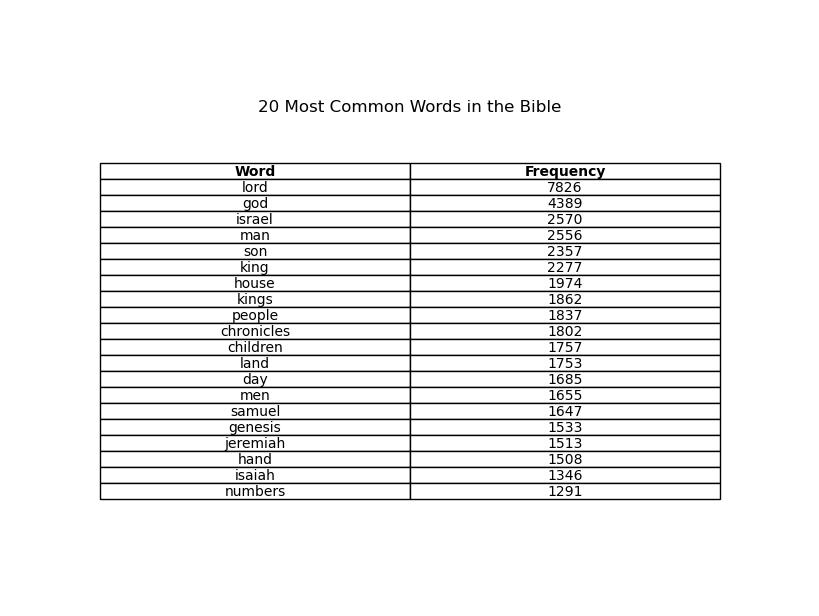 20 Most Common Words in the Bible
Word Frequency
lord 7826
god 4389
israel 2570
man 2556
son 2357
king 2277
house 1974
kings 1862
people 1837
chronicles 1802
children 1757
land 1753
day 1685
men 1655
samuel 1647
genesis 1533
jeremiah 1513
hand 1508
isaiah 1346
numbers 1291